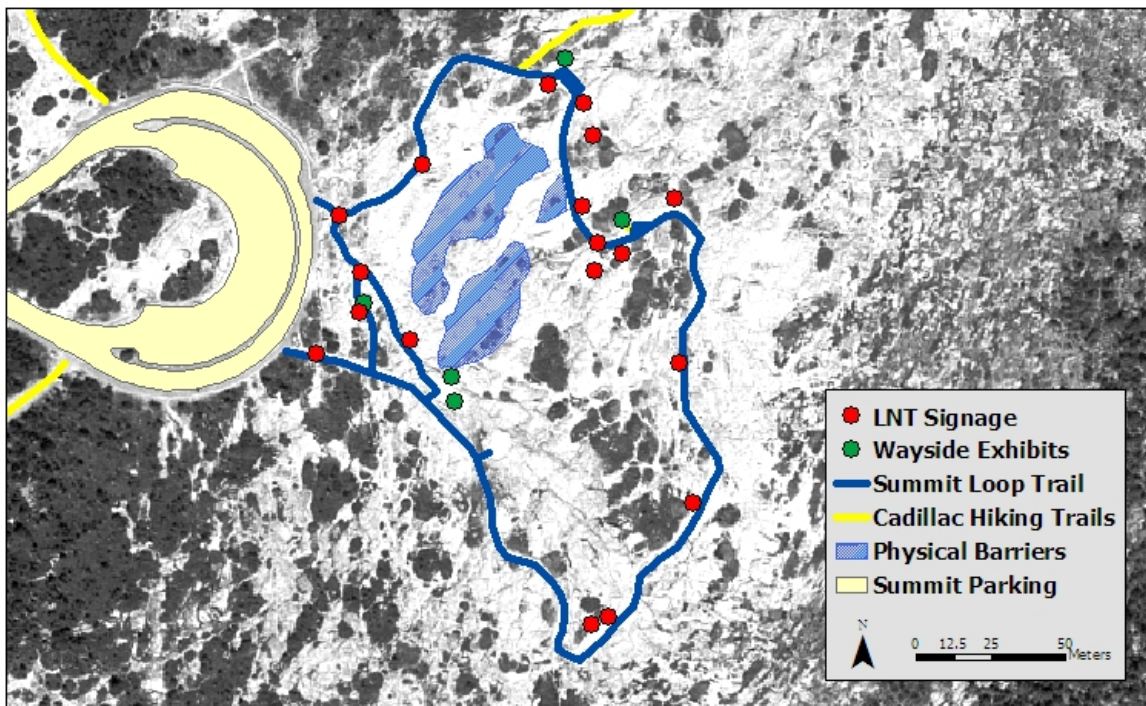 LNT Signage
Wayside Exhibits
Summit Loop Trail
Cadillac Hiking Trails
Physical Barriers
Summit Parking
N
0 12.5 25 50
Meters